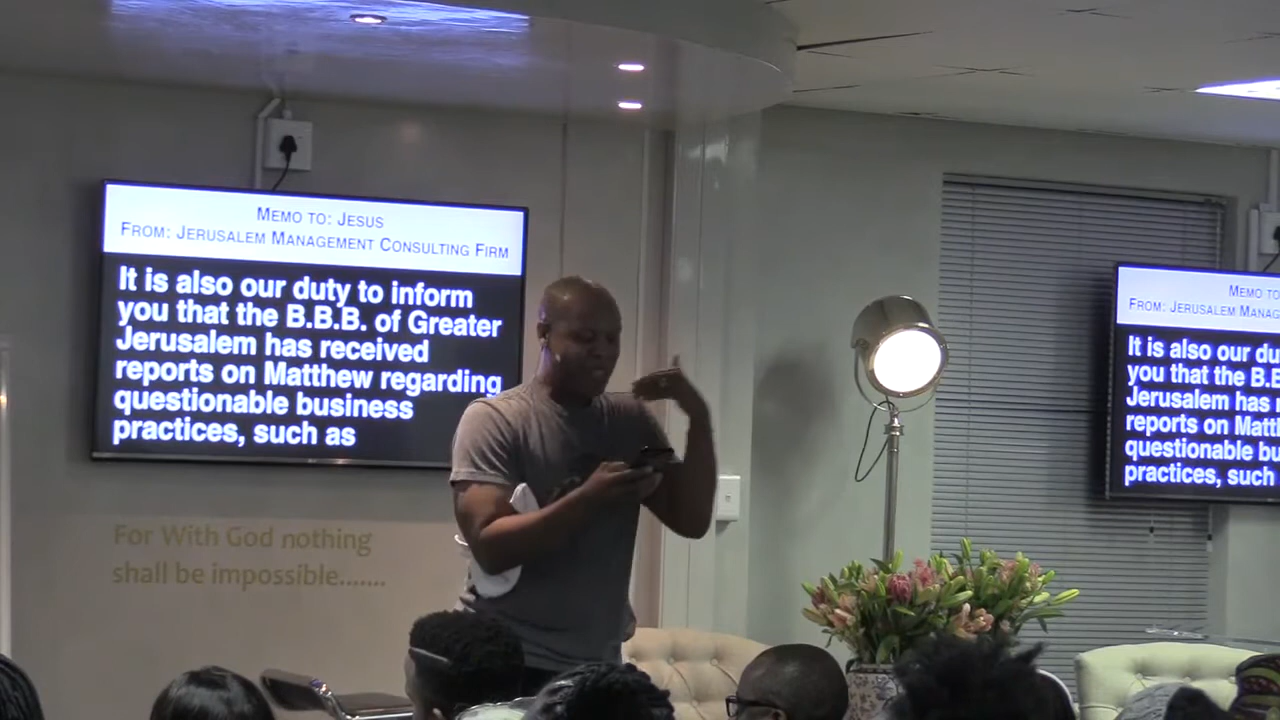 MEMO TO: JESUS
FROM: JERUSALEM MANAGEMENT CONSULTING FIRM
It is also our duty to inform
you that the B.B.B. of Greater
Jerusalem has received
reports on Matthew regarding
questionable business
practices, such as
For With God nothing
shall be impossible.......
MEMO TO
FROM: JERUSALEM MANAG
It is also our du
you that the B.B
Jerusalem has
reports on Matt
questionable bu
practices, such